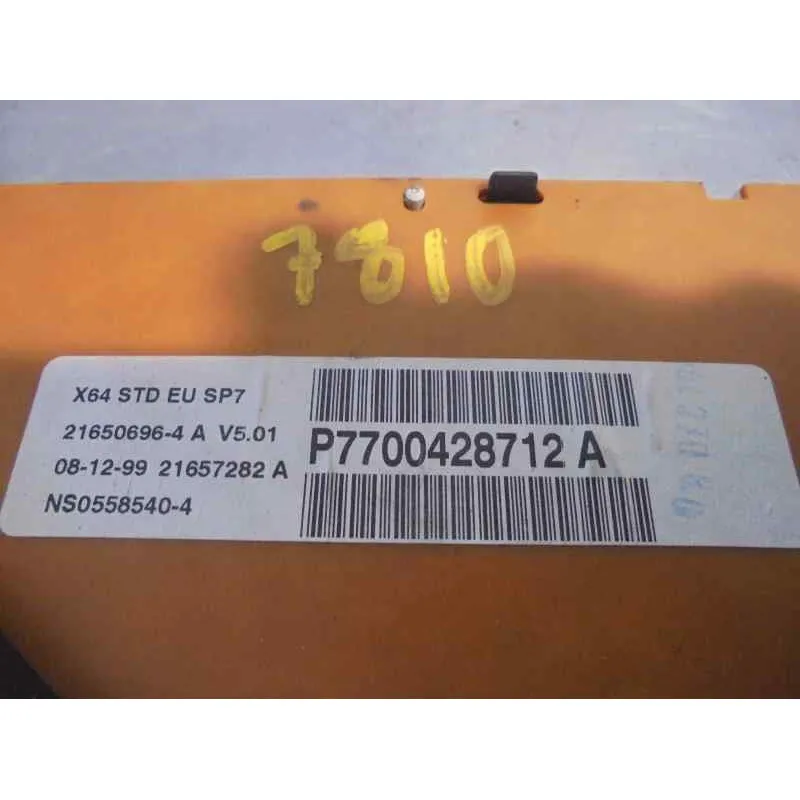 7810
X64 STD EU SP7
21650696-4 A V5.01
08-12-99 21657282 A
NS0558540-4
P7700428712 A